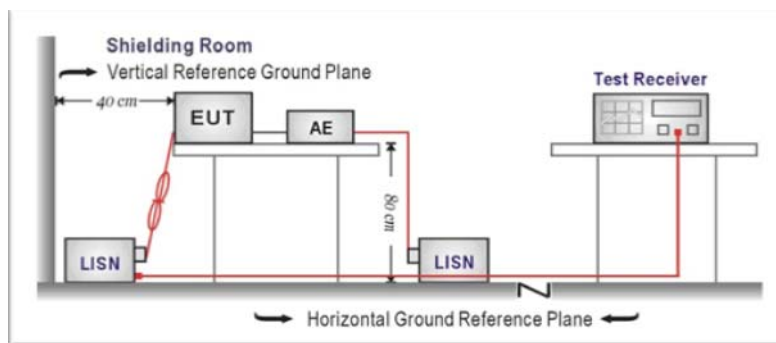 Shielding Room
Vertical Reference Ground Plane
40 cm
EUT
AE
Test Receiver
80 cm
LISN
LISN
Horizontal Ground Reference Plane